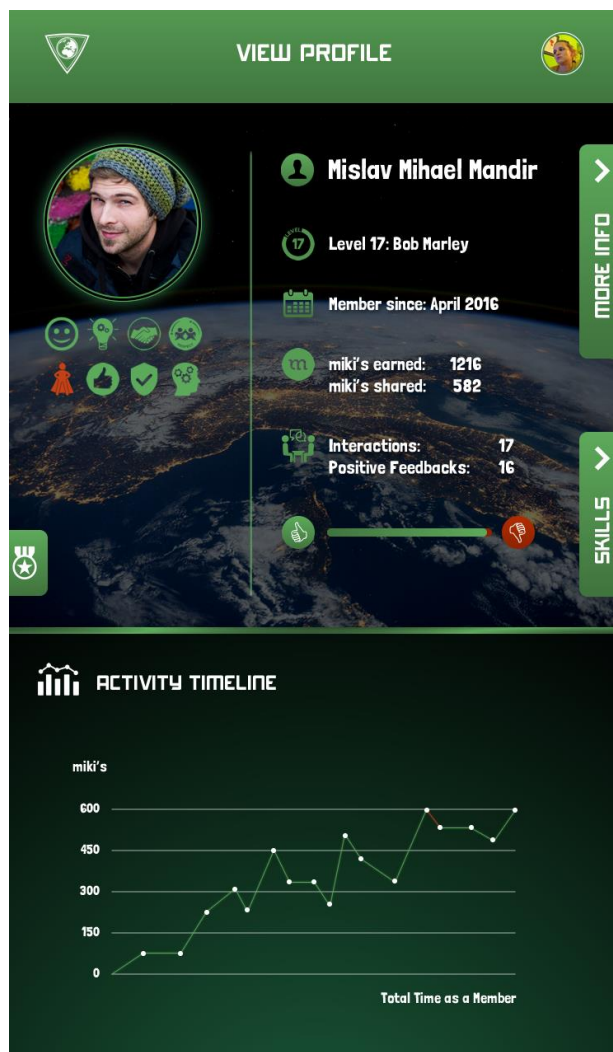 VIEW PROFILE
Mislav Mihael Mandir
LEVEL
17
Level 17: Bob Marley
Member since: April 2016
m
miki's earned: 1216
miki's shared: 582
Interactions: 17
Positive Feedbacks: 16
MORE INFO
SKILLS
ACTIVITY TIMELINE
miki's
600
450
300
150
0
Total Time as a Member